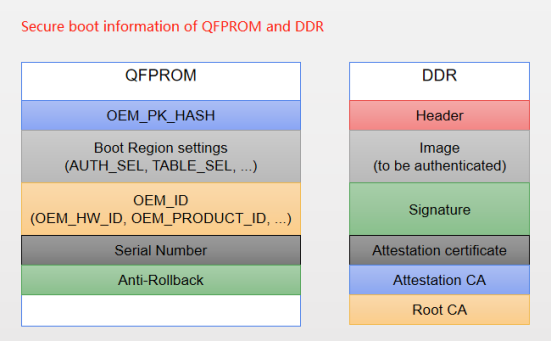 Secure boot information of QFPROM and DDR
QFPROM
OEM_PK_HASH
Boot Region settings
(AUTH_SEL, TABLE_SEL, ...)
OEM_ID
(OEM_HW_ID, OEM_PRODUCT_ID, ...)
Serial Number
Anti-Rollback
DDR
Header
Image
(to be authenticated)
Signature
Attestation certificate
Attestation CA
Root CA